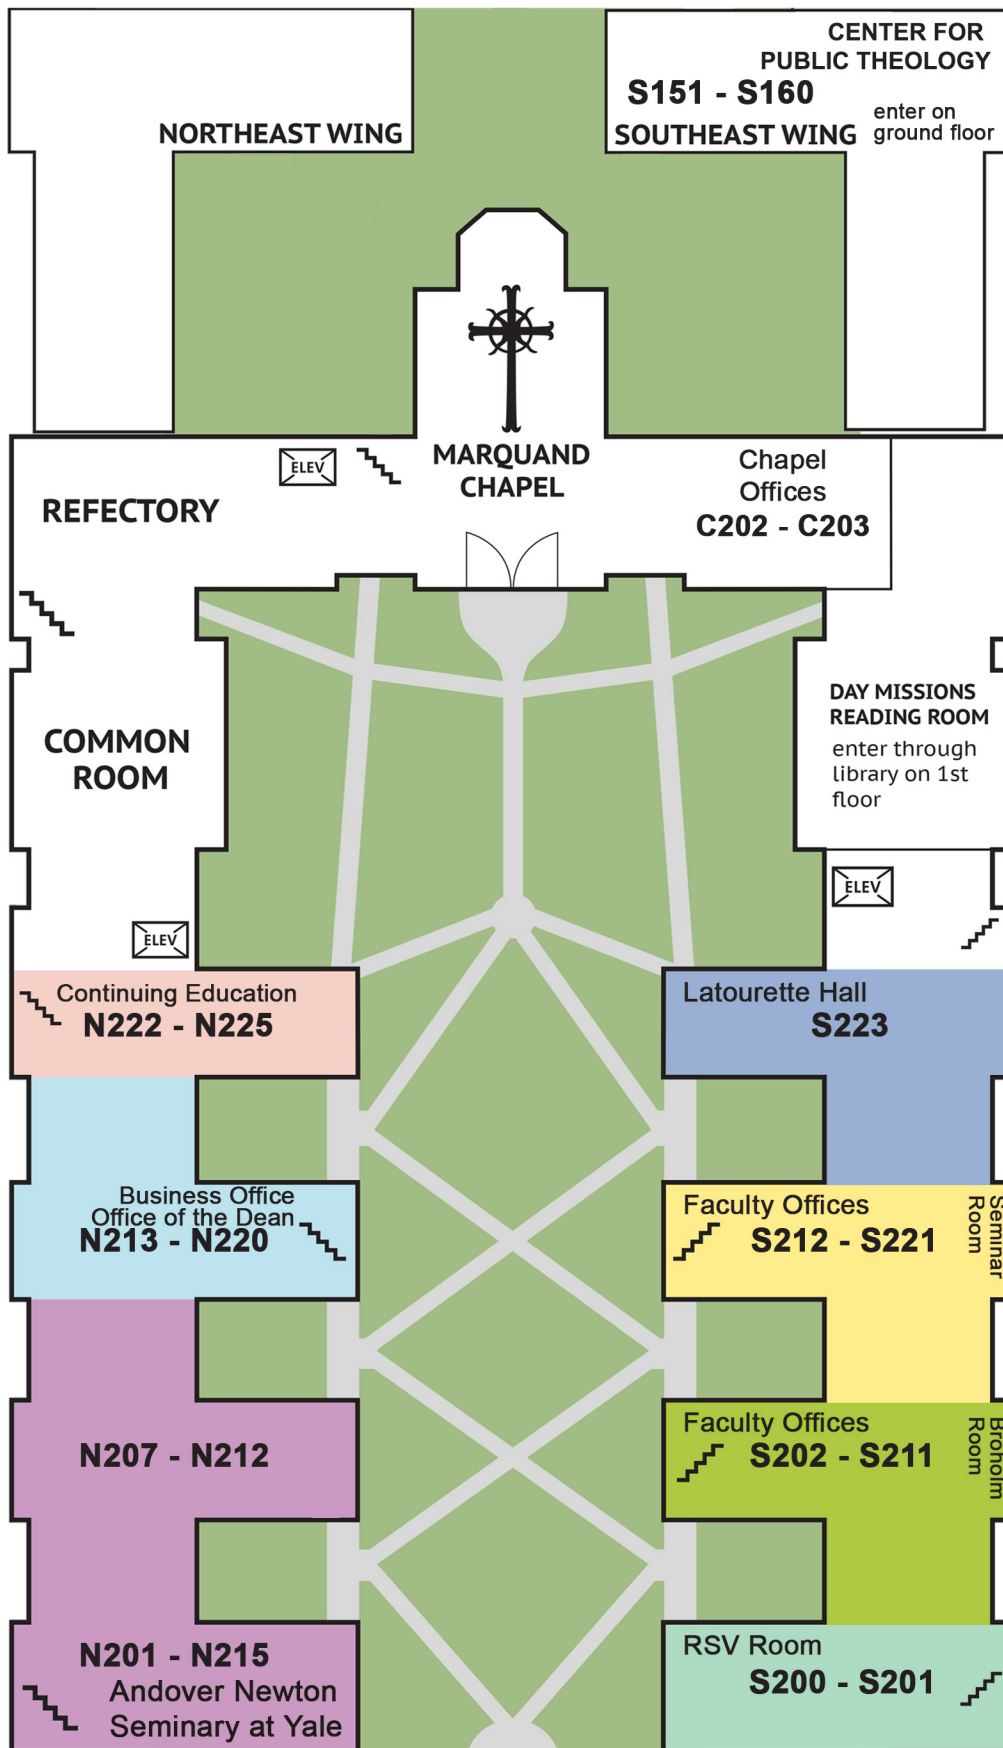 CENTER FOR
PUBLIC THEOLOGY
S151 - S160
enter on
ground floor
NORTHEAST WING
SOUTHEAST WING
MARQUAND
CHAPEL
ELEV
REFECTORY
Chapel
Offices
C202 - C203
COMMON
ROOM
DAY MISSIONS
READING ROOM
enter through
library on 1st
floor
ELEV
ELEV
Continuing Education
N222 - N225
Latourette Hall
S223
Business Office
Office of the Dean
N213 - N220
Faculty Offices
S212 - S221
Seminar
Room
N207 - N212
Faculty Offices
S202 - S211
Broholm
Room
N201 - N215
Andover Newton
Seminary at Yale
RSV Room
S200 - S201